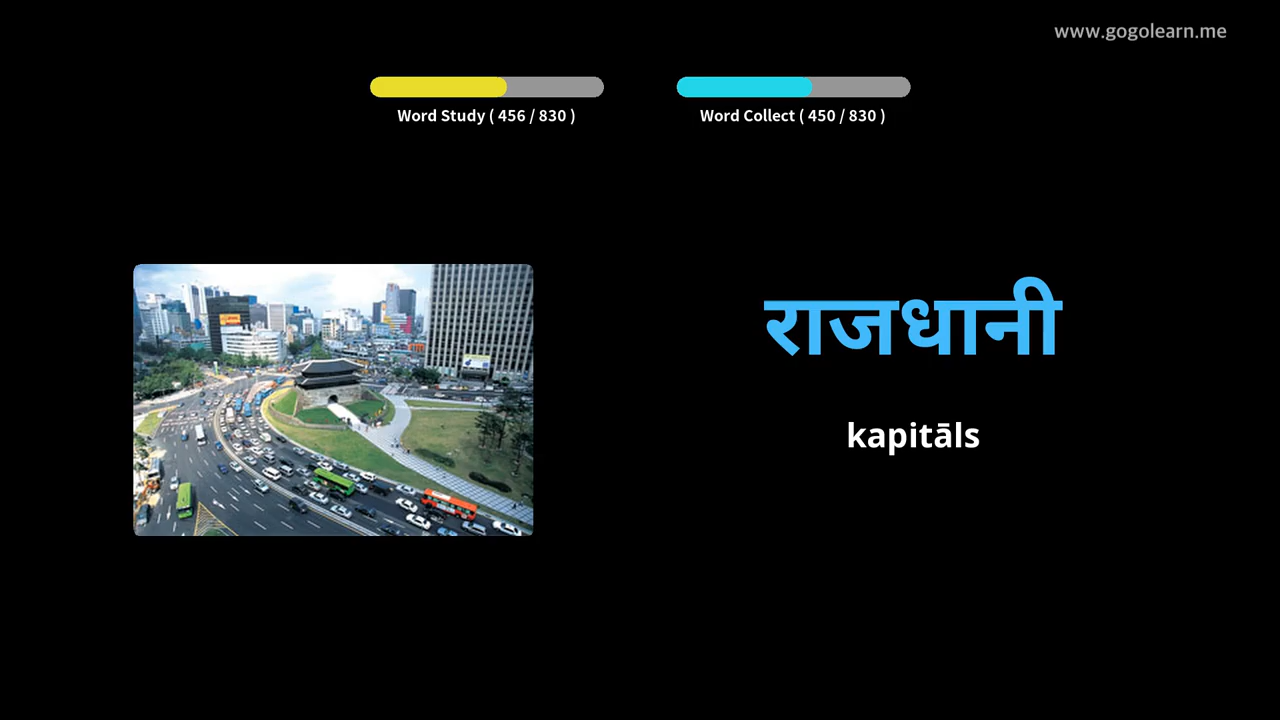 www.gogolearn.me
Word Study ( 456 / 830 )
Word Collect ( 450 / 830 )
राजधानी
kapitāls